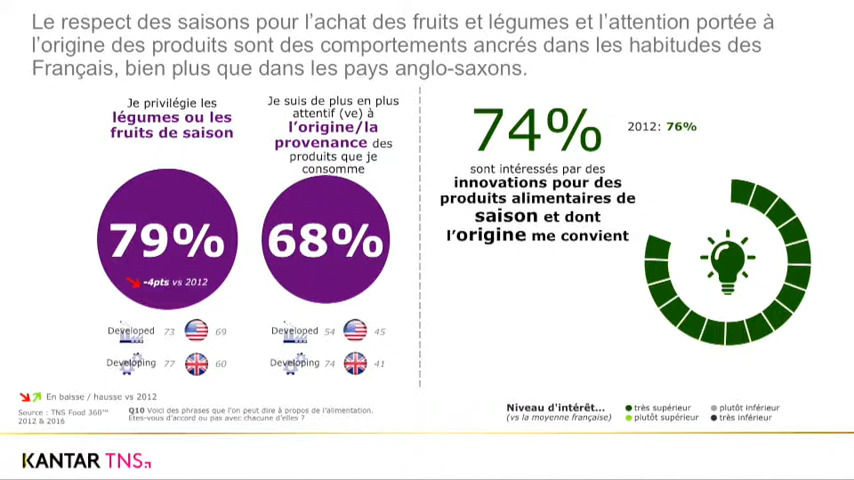 Le respect des saisons pour l'achat des fruits et légumes et l'attention portée à
l'origine des produits sont des comportements ancrés dans les habitudes des
Français, bien plus que dans les pays anglo-saxons.
Je privilégie les
légumes ou les
fruits de saison
79%
-4pts vs 2012
Developed 73 69
Developing 77 60
Je suis de plus en plus
attentif (ve) à
l'origine/la
provenance des
produits que je
consomme
68%
Developed 54 45
Developing 74 41
74%
2012: 76%
sont intéressés par des
innovations pour des
produits alimentaires de
saison et dont
l'origine me convient
En baisse / hausse vs 2012
Source : TNS Food 360™
2012 & 2016
Q10 Voici des phrases que l'on peut dire à propos de l'alimentation.
Etes-vous d'accord ou pas avec chacune d'elles ?
Niveau d'intérêt...
(vs la moyenne française)
très supérieur
plutôt supérieur
plutôt inférieur
très inférieur
KANTAR TNS